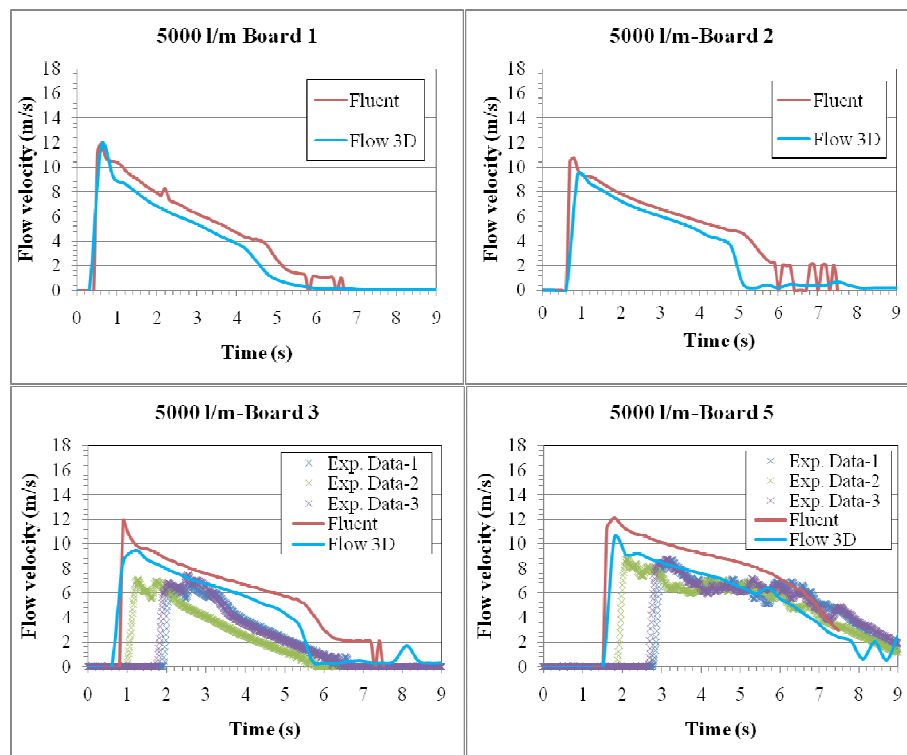 5000 l/m Board 1
18
16
14
12
10
8
6
4
2
0
Flow velocity (m/s)
Fluent
Flow 3D
0 1 2 3 4 5 6 7 8 9
Time (s)
5000 l/m-Board 2
18
16
14
12
10
8
6
4
2
0
Flow velocity (m/s)
Fluent
Flow 3D
0 1 2 3 4 5 6 7 8 9
Time (s)
5000 l/m-Board 3
18
16
14
12
10
8
6
4
2
0
Flow velocity (m/s)
Exp. Data-1
Exp. Data-2
Exp. Data-3
Fluent
Flow 3D
0 1 2 3 4 5 6 7 8 9
Time (s)
5000 l/m-Board 5
18
16
14
12
10
8
6
4
2
0
Flow velocity (m/s)
Exp. Data-1
Exp. Data-2
Exp. Data-3
Fluent
Flow 3D
0 1 2 3 4 5 6 7 8 9
Time (s)